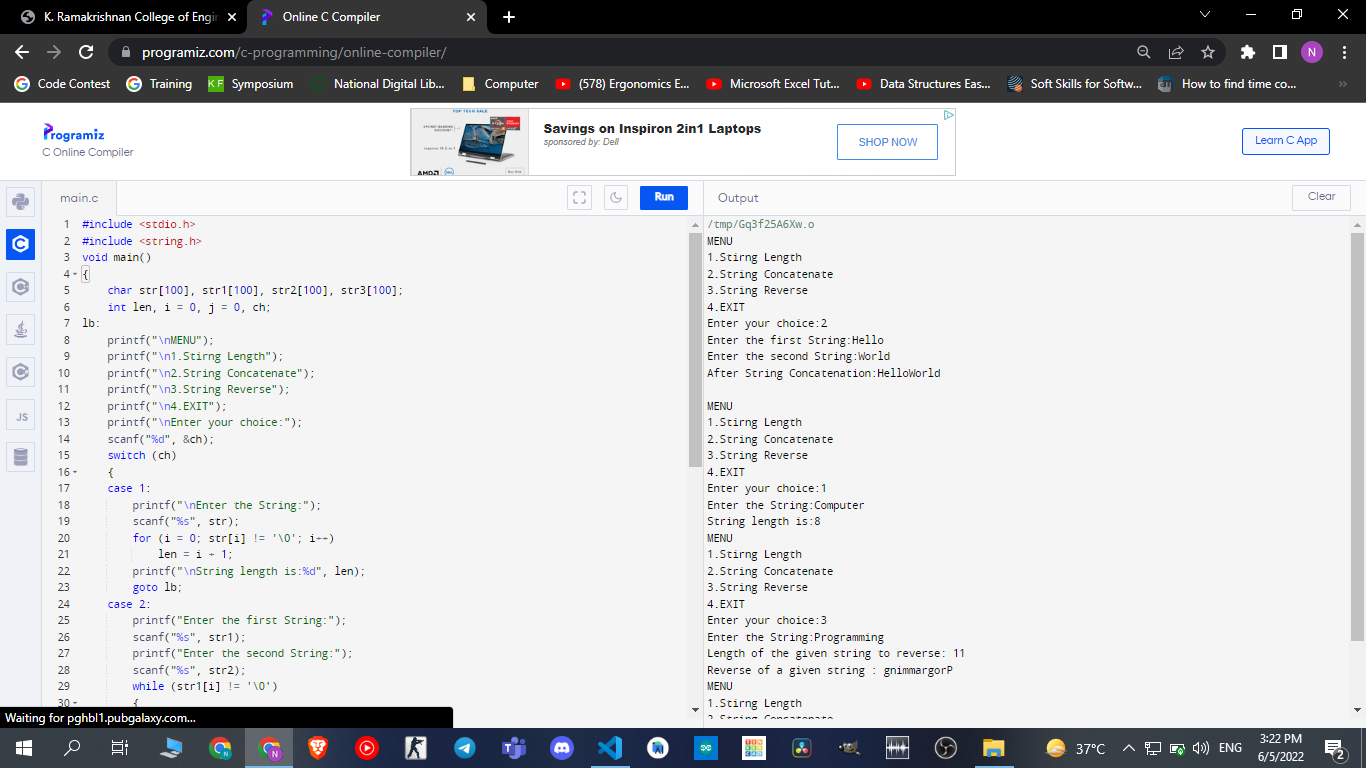 K. Ramakrishnan College of Engin
Online C Compiler
programiz.com/c-programming/online-compiler/
N
Code Contest
Training
KF Symposium
National Digital Lib...
Computer
(578) Ergonomics E...
Microsoft Excel Tut...
Data Structures Eas...
Soft Skills for Softw...
How to find time co...
Programiz
C Online Compiler
TOP TECH SALE
AMD
DELL
Savings on Inspiron 2in1 Laptops
sponsored by: Dell
SHOP NOW
Learn C App
main.c
Run
Output
Clear
JS
1 #include <stdio.h>
2 #include <string.h>
3 void main()
4 {
5 char str[100], str1[100], str2[100], str3[100];
6 int len, i = 0, j = 0, ch;
7 lb:
8 printf("\nMENU");
9 printf("\n1.Stirng Length");
10 printf("\n2.String Concatenate");
11 printf("\n3.String Reverse");
12 printf("\n4.EXIT");
13 printf("\nEnter your choice:");
14 scanf("%d", &ch);
15 switch (ch)
16 {
17 case 1:
18 printf("\nEnter the String:");
19 scanf("%s", str);
20 for (i = 0; str[i] != '\0'; i++)
21 len = i + 1;
22 printf("\nString length is:%d", len);
23 goto lb;
24 case 2:
25 printf("Enter the first String:");
26 scanf("%s", str1);
27 printf("Enter the second String:");
28 scanf("%s", str2);
29 while (str1[i] != '\0')
30 {
/tmp/Gq3f25A6Xw.o
MENU
1.Stirng Length
2.String Concatenate
3.String Reverse
4.EXIT
Enter your choice:2
Enter the first String:Hello
Enter the second String:World
After String Concatenation:HelloWorld
MENU
1.Stirng Length
2.String Concatenate
3.String Reverse
4.EXIT
Enter your choice:1
Enter the String:Computer
String length is:8
MENU
1.Stirng Length
2.String Concatenate
3.String Reverse
4.EXIT
Enter your choice:3
Enter the String:Programming
Length of the given string to reverse: 11
Reverse of a given string : gnimmargorP
MENU
1.Stirng Length
2.String Concatenate
Waiting for pghbl1.pubgalaxy.com...
37°C
ENG
3:22 PM
6/5/2022
2